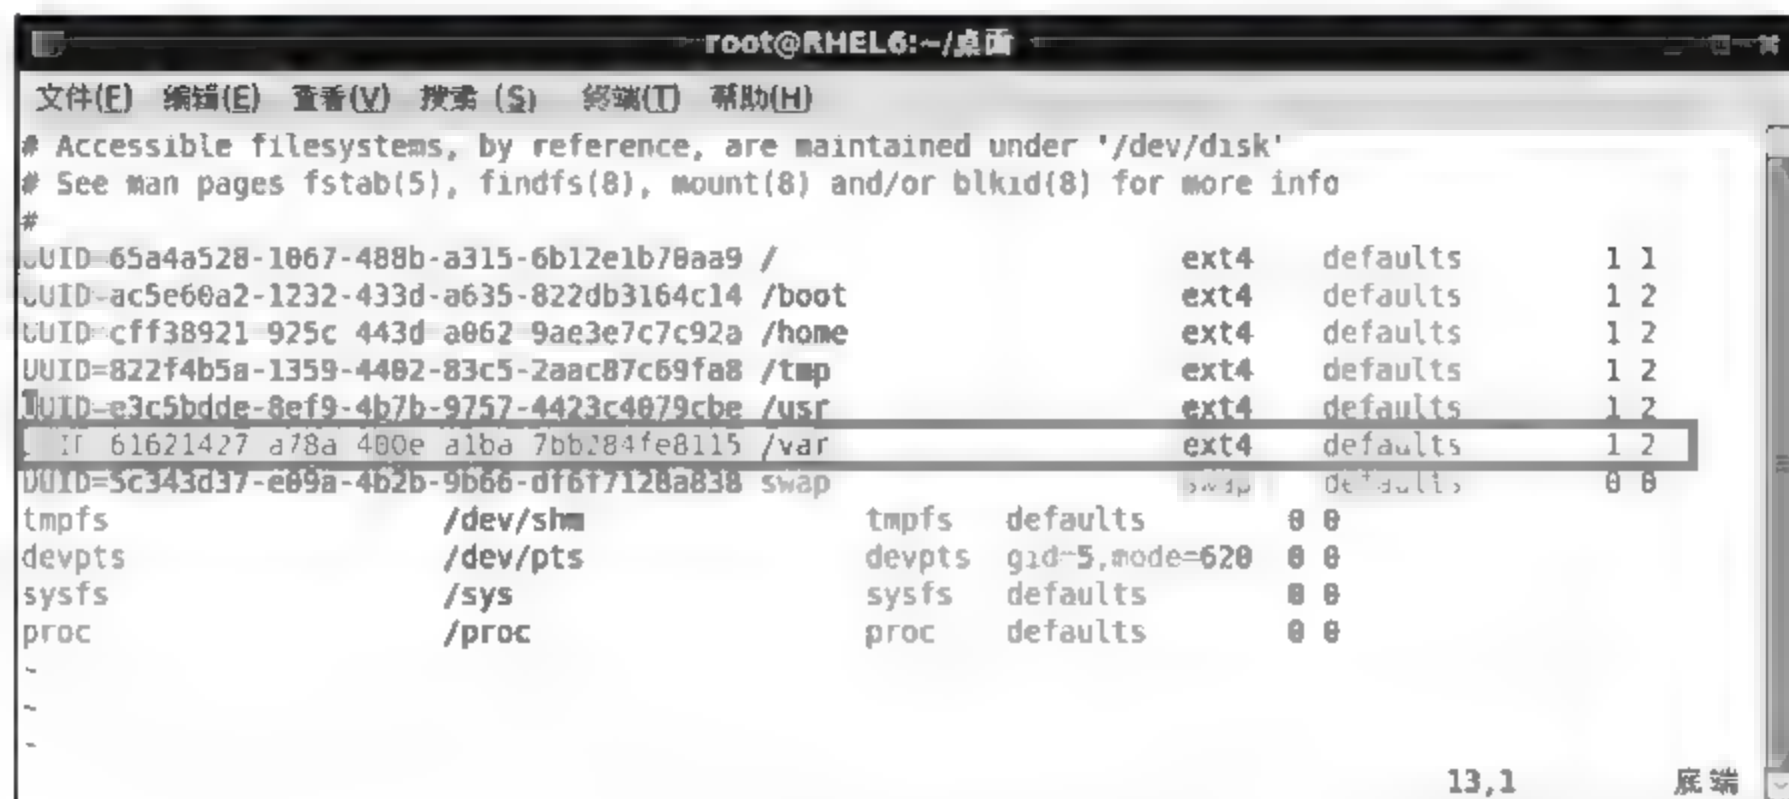 root@RHEL6:~/桌面
文件(F) 编辑(E) 查看(V) 搜索 (S) 终端(T) 帮助(H)
# Accessible filesystems, by reference, are maintained under '/dev/disk'
# See man pages fstab(5), findfs(8), mount(8) and/or blkid(8) for more info
#
UUID=65a4a528-1067-488b-a315-6b12e1b70aa9 / ext4 defaults 1 1
UUID=ac5e60a2-1232-433d-a635-822db3164c14 /boot ext4 defaults 1 2
UUID=cff38921-925c-443d-a062-9ae3e7c7c92a /home ext4 defaults 1 2
UUID=822f4b5a-1359-4402-83c5-2aac87c69fa8 /tmp ext4 defaults 1 2
UUID=e3c5bdde-8ef9-4b7b-9757-4423c4079cbe /usr ext4 defaults 1 2
61621427 a78a 400e a1ba 7bb284fe8115 /var ext4 defaults 1 2
UUID=5c343d37-e09a-4b2b-9b66-df6f7128a838 swap swap defaults 0 0
tmpfs /dev/shm tmpfs defaults 0 0
devpts /dev/pts devpts gid=5,mode=620 0 0
sysfs /sys sysfs defaults 0 0
proc /proc proc defaults 0 0
~
~
~
13,1 底端